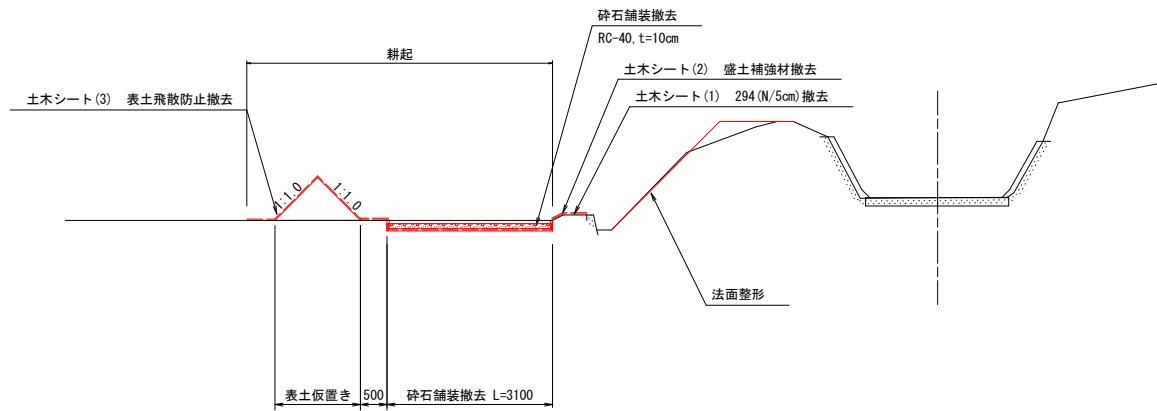 砕石舗装撤去
RC-40,t=10cm
耕起
土木シート(2) 盛土補強材撤去
土木シート(3) 表土飛散防止撤去
土木シート(1) 294(N/5cm)撤去
1:1.0
1:1.0
法面整形
表土仮置き
500
砕石舗装撤去 L=3100